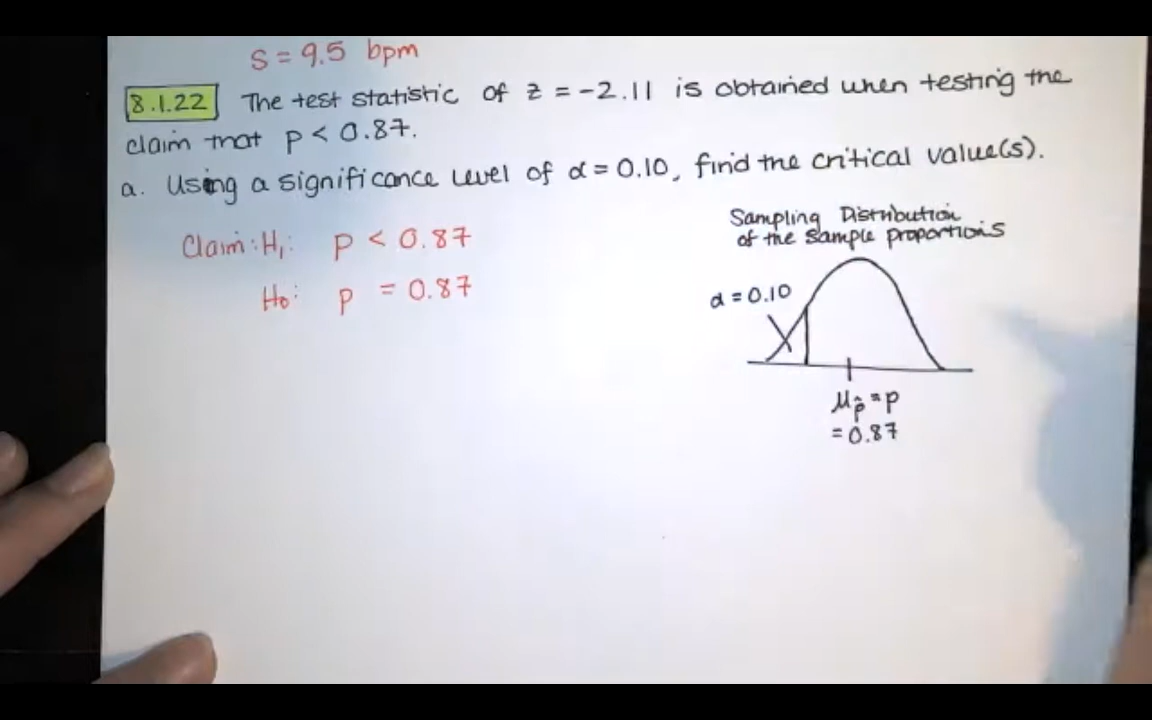 S = 9.5 bpm
8.1.22 The test statistic of z = -2.11 is obtained when testing the
claim that p < 0.87.
a. Using a significance level of α = 0.10, find the critical value(s).
Claim: H₁: p < 0.87
H₀: p = 0.87
Sampling Distribution
of the sample proportions
α = 0.10
μp̂ = p
= 0.87